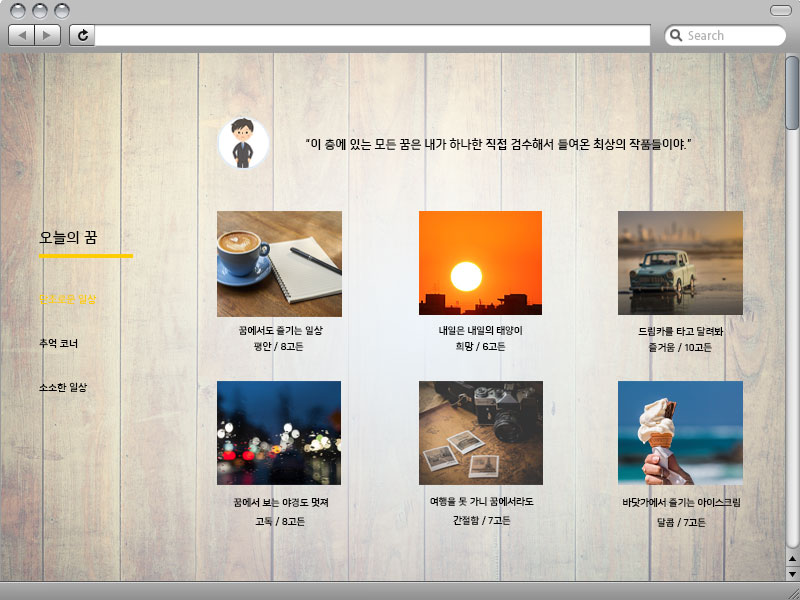 Search
"이 층에 있는 모든 꿈은 내가 하나한 직접 검수해서 들여온 최상의 작품들이야."
오늘의 꿈
일상
추억 코너
소소한 일상
꿈에서도 즐기는 일상
평안 / 8고든
내일은 내일의 태양이
희망 / 6고든
드림카를 타고 달려봐
즐거움 / 10고든
꿈에서 보는 야경도 멋져
고독 / 8고든
여행을 못 가니 꿈에서라도
간절함 / 7고든
바닷가에서 즐기는 아이스크림
달콤 / 7고든